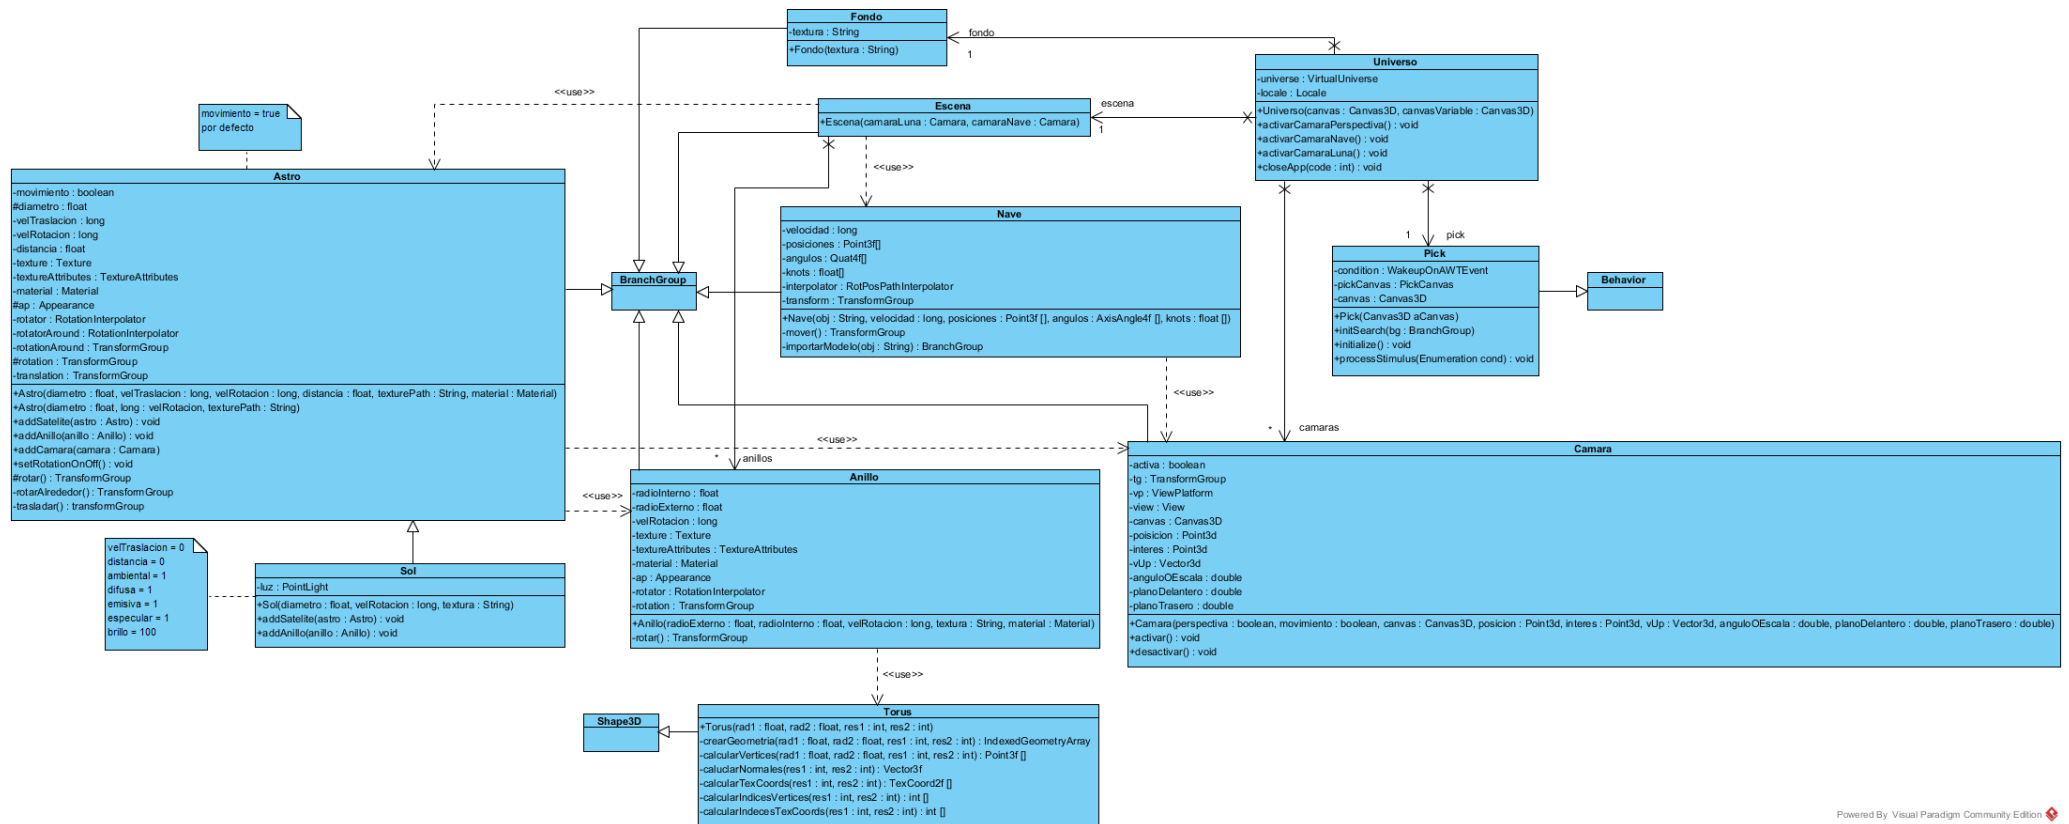 Fondo
-textura : String
+Fondo(textura : String)
fondo
1
Universo
-universe : VirtualUniverse
-locale : Locale
+Universo(canvas : Canvas3D, canvasVariable : Canvas3D)
+activarCamaraPerspectiva() : void
+activarCamaraNave() : void
+activarCamaraLuna() : void
+closeApp(code : int) : void
<<use>>
Escena
+Escena(camaraLuna : Camara, camaraNave : Camara)
escena
1
movimiento = true
por defecto
<<use>>
Astro
-movimiento : boolean
#diametro : float
-velTraslacion : long
-velRotacion : long
-distancia : float
-texture : Texture
-textureAttributes : TextureAttributes
-material : Material
#ap : Appearance
-rotator : RotationInterpolator
-rotatorAround : RotationInterpolator
-rotationAround : TransformGroup
#rotation : TransformGroup
-translation : TransformGroup
+Astro(diametro : float, velTraslacion : long, velRotacion : long, distancia : float, texturePath : String, material : Material)
+Astro(diametro : float, long : velRotacion, texturePath : String)
+addSatelite(astro : Astro) : void
+addAnillo(anillo : Anillo) : void
+addCamara(camara : Camara)
+setRotationOnOff() : void
#rotar() : TransformGroup
-rotarAlrededor() : TransformGroup
-trasladar() : transformGroup
BranchGroup
Nave
-velocidad : long
-posiciones : Point3f[]
-angulos : Quat4f[]
-knots : float[]
-interpolator : RotPosPathInterpolator
-transform : TransformGroup
+Nave(obj : String, velocidad : long, posiciones : Point3f [], angulos : AxisAngle4f [], knots : float [])
-mover() : TransformGroup
-importarModelo(obj : String) : BranchGroup
1
pick
Pick
-condition : WakeupOnAWTEvent
-pickCanvas : PickCanvas
-canvas : Canvas3D
+Pick(Canvas3D aCanvas)
+initSearch(bg : BranchGroup)
+initialize() : void
+processStimulus(Enumeration cond) : void
Behavior
<<use>>
<<use>>
* camaras
* anillos
<<use>>
Camara
-activa : boolean
-tg : TransformGroup
-vp : ViewPlatform
-view : View
-canvas : Canvas3D
-poisicion : Point3d
-interes : Point3d
-vUp : Vector3d
-anguloOEscala : double
-planoDelantero : double
-planoTrasero : double
+Camara(perspectiva : boolean, movimiento : boolean, canvas : Canvas3D, posicion : Point3d, interes : Point3d, vUp : Vector3d, anguloOEscala : double, planoDelantero : double, planoTrasero : double)
+activar() : void
+desactivar() : void
Anillo
-radioInterno : float
-radioExterno : float
-velRotacion : long
-texture : Texture
-textureAttributes : TextureAttributes
-material : Material
-ap : Appearance
-rotator : RotationInterpolator
-rotation : TransformGroup
+Anillo(radioExterno : float, radioInterno : float, velRotacion : long, textura : String, material : Material)
-rotar() : TransformGroup
velTraslacion = 0
distancia = 0
ambiental = 1
difusa = 1
emisiva = 1
especular = 1
brillo = 100
Sol
-luz : PointLight
+Sol(diametro : float, velRotacion : long, textura : String)
+addSatelite(astro : Astro) : void
+addAnillo(anillo : Anillo) : void
<<use>>
Shape3D
Torus
+Torus(rad1 : float, rad2 : float, res1 : int, res2 : int)
-crearGeometria(rad1 : float, rad2 : float, res1 : int, res2 : int) : IndexedGeometryArray
-calcularVertices(rad1 : float, rad2 : float, res1 : int, res2 : int) : Point3f []
-caluclarNormales(res1 : int, res2 : int) : Vector3f
-calcularTexCoords(res1 : int, res2 : int) : TexCoord2f []
-calcularIndicesVertices(res1 : int, res2 : int) : int []
-calcularIndecesTexCoords(res1 : int, res2 : int) : int []
Powered By Visual Paradigm Community Edition